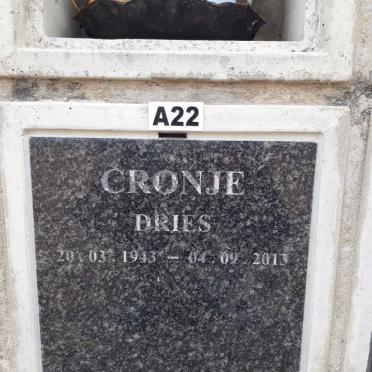 A22
CRONJE
DRIES
20 . 03 . 1943 – 04 . 09 . 2013